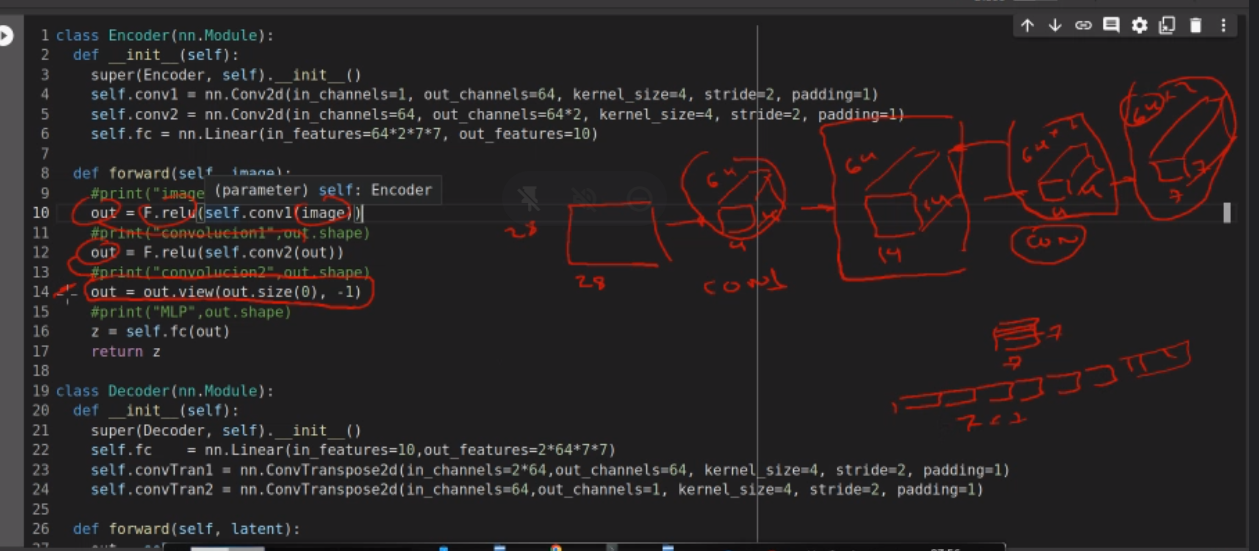 1 class Encoder(nn.Module):
2 def __init__(self):
3 super(Encoder, self).__init__()
4 self.conv1 = nn.Conv2d(in_channels=1, out_channels=64, kernel_size=4, stride=2, padding=1)
5 self.conv2 = nn.Conv2d(in_channels=64, out_channels=64*2, kernel_size=4, stride=2, padding=1)
6 self.fc = nn.Linear(in_features=64*2*7*7, out_features=10)
7
8 def forward(self, image):
9 #print("image
(parameter) self: Encoder
10 out = F.relu(self.conv1(image))
11 #print("convolucion1",out.shape)
12 out = F.relu(self.conv2(out))
13 #print("convolucion2",out.shape)
14 out = out.view(out.size(0), -1)
15 #print("MLP",out.shape)
16 z = self.fc(out)
17 return z
18
19 class Decoder(nn.Module):
20 def __init__(self):
21 super(Decoder, self).__init__()
22 self.fc = nn.Linear(in_features=10,out_features=2*64*7*7)
23 self.convTran1 = nn.ConvTranspose2d(in_channels=2*64,out_channels=64, kernel_size=4, stride=2, padding=1)
24 self.convTran2 = nn.ConvTranspose2d(in_channels=64,out_channels=1, kernel_size=4, stride=2, padding=1)
25
26 def forward(self, latent):
28
28
64
4
4
CON1
64
14
14
64
4
4
CON
64 x 2
7
7
7
7